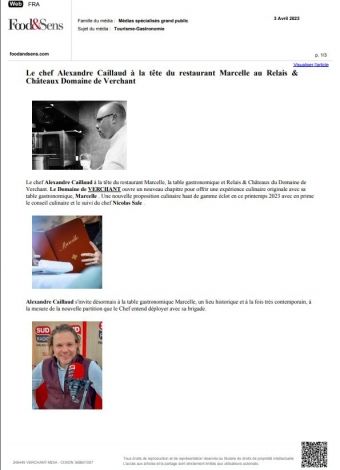 Web FRA
Food&Sens
Famille du média : Médias spécialisés grand public
Sujet du média : Tourisme-Gastronomie
3 Avril 2023
foodandsens.com
p. 1/3
Visualiser l'article
Le chef Alexandre Caillaud à la tête du restaurant Marcelle au Relais &
Châteaux Domaine de Verchant
Le chef Alexandre Caillaud à la tête du restaurant Marcelle, la table gastronomique et Relais & Châteaux du Domaine de
Verchant. Le Domaine de VERCHANT ouvre un nouveau chapitre pour offrir une expérience culinaire originale avec sa
table gastronomique, Marcelle . Une nouvelle proposition culinaire haut de gamme éclot en ce printemps 2023 avec en prime
le conseil culinaire et le suivi du chef Nicolas Sale .
Marcelle
Alexandre Caillaud s'invite désormais à la table gastronomique Marcelle, un lieu historique et à la fois très contemporain, à
la mesure de la nouvelle partition que le Chef entend déployer avec sa brigade.
SUD
RADIO
SUD
Tous droits de reproduction et de représentation réservés au titulaire de droits de propriété intellectuelle
L'accès aux articles et le partage sont strictement limités aux utilisateurs autorisés.